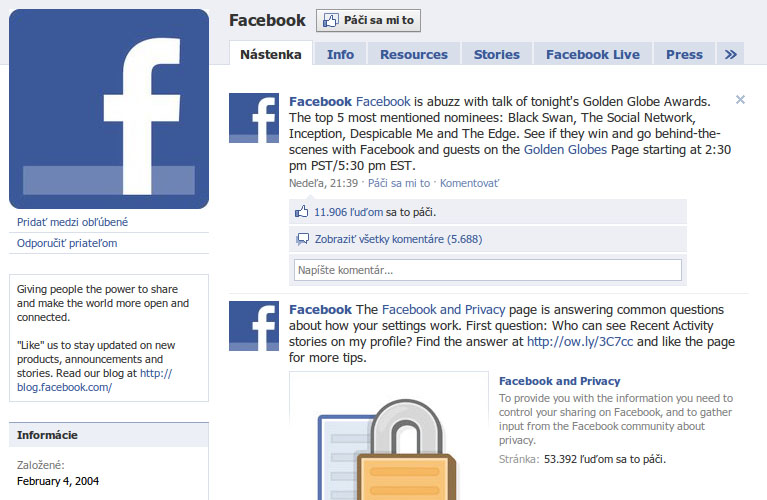 Facebook
Páči sa mi to
Nástenka
Info
Resources
Stories
Facebook Live
Press
»
Pridať medzi obľúbené
Odporučiť priateľom
Giving people the power to share
and make the world more open and
connected.
"Like" us to stay updated on new
products, announcements and
stories. Read our blog at http://
blog.facebook.com/
Informácie
Založené:
February 4, 2004
Facebook Facebook is abuzz with talk of tonight's Golden Globe Awards.
The top 5 most mentioned nominees: Black Swan, The Social Network,
Inception, Despicable Me and The Edge. See if they win and go behind-the-
scenes with Facebook and guests on the Golden Globes Page starting at 2:30
pm PST/5:30 pm EST.
Nedeľa, 21:39 · Páči sa mi to · Komentovať
11.906 ľuďom sa to páči.
Zobraziť všetky komentáre (5.688)
Napíšte komentár...
Facebook The Facebook and Privacy page is answering common questions
about how your settings work. First question: Who can see Recent Activity
stories on my profile? Find the answer at http://ow.ly/3C7cc and like the page
for more tips.
Facebook and Privacy
To provide you with the information you need to
control your sharing on Facebook, and to gather
input from the Facebook community about
privacy.
Stránka: 53.392 ľuďom sa to páči.